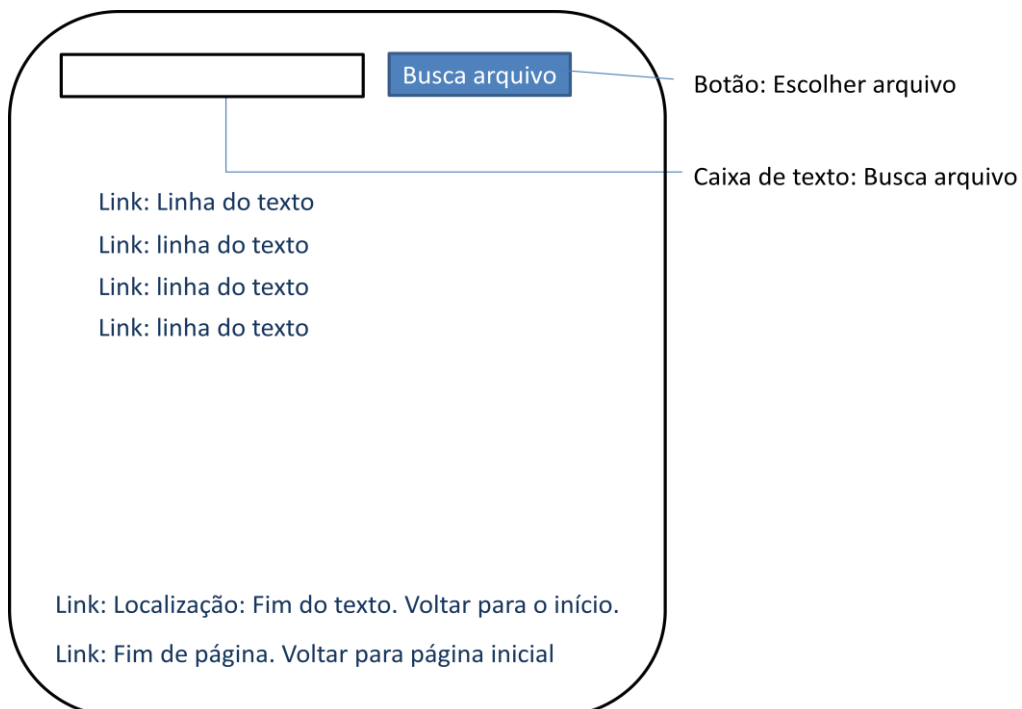 Busca arquivo
Botão: Escolher arquivo
Caixa de texto: Busca arquivo
Link: Linha do texto
Link: linha do texto
Link: linha do texto
Link: linha do texto
Link: Localização: Fim do texto. Voltar para o início.
Link: Fim de página. Voltar para página inicial